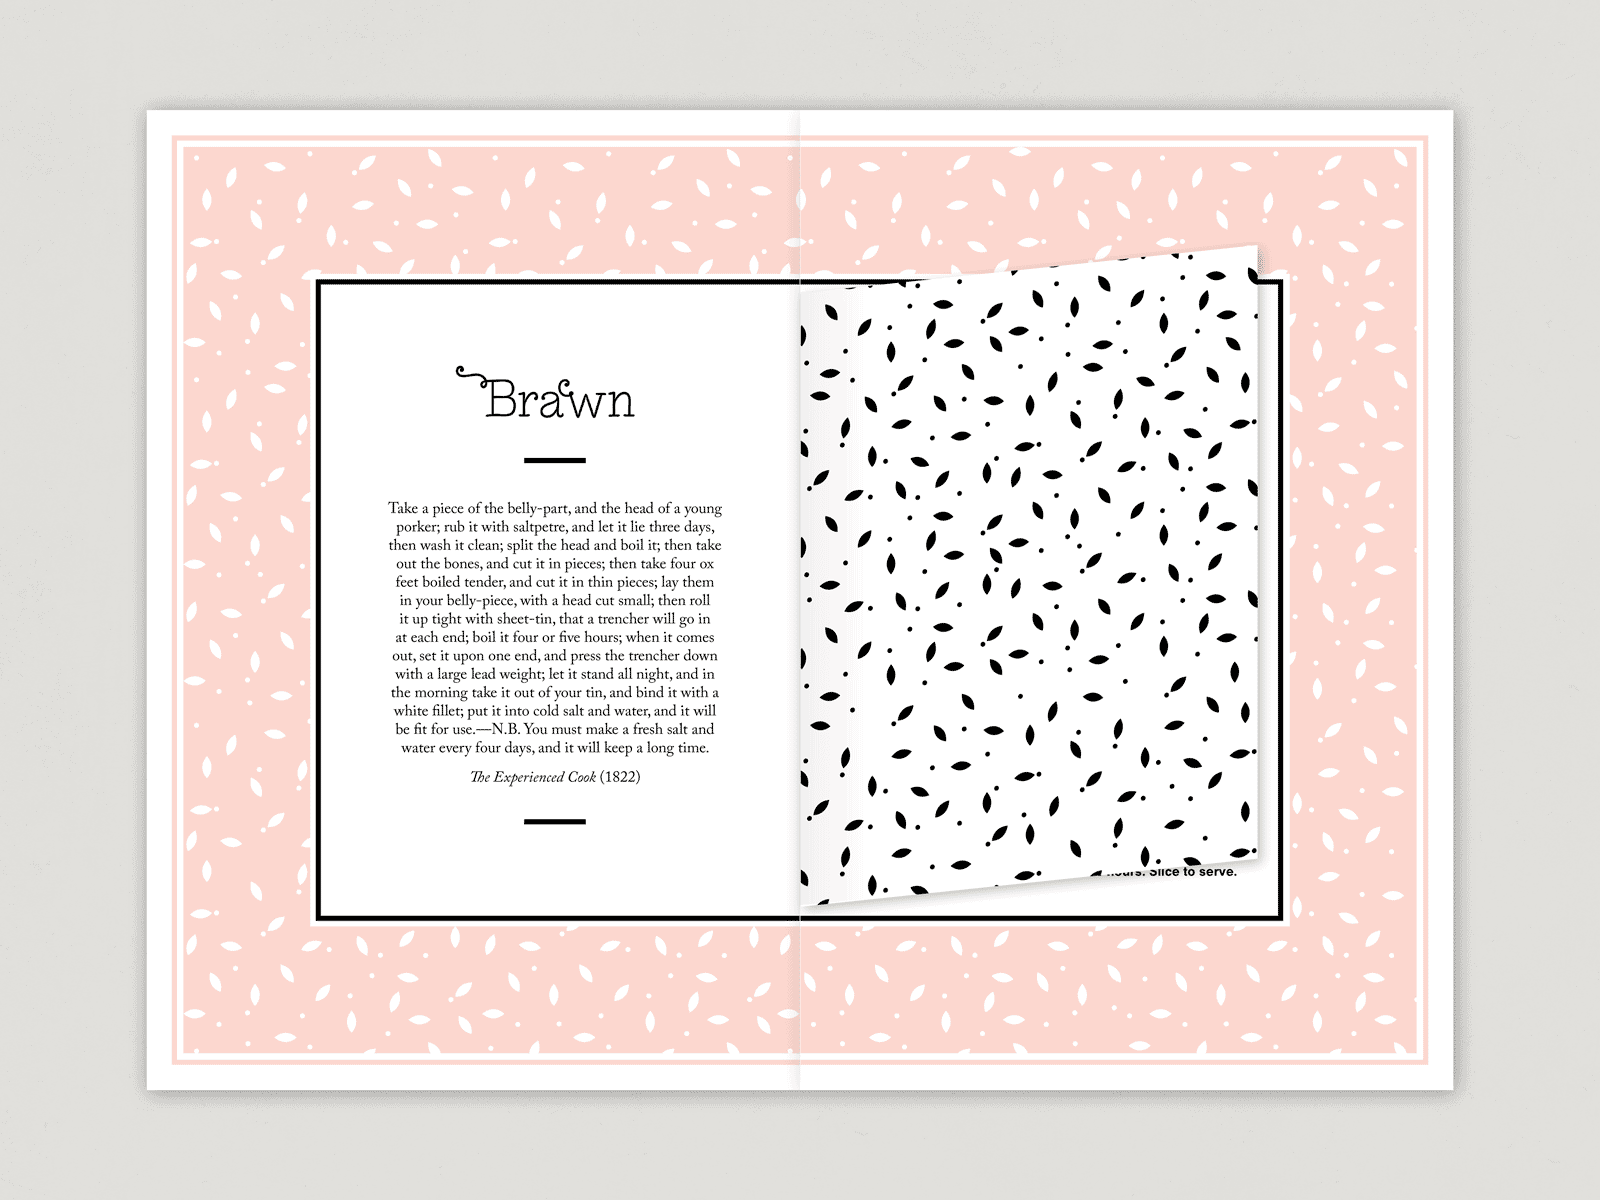 Brawn
Take a piece of the belly-part, and the head of a young
porker; rub it with saltpetre, and let it lie three days,
then wash it clean; split the head and boil it; then take
out the bones, and cut it in pieces; then take four ox
feet boiled tender, and cut it in thin pieces; lay them
in your belly-piece, with a head cut small; then roll
it up tight with sheet-tin, that a trencher will go in
at each end; boil it four or five hours; when it comes
out, set it upon one end, and press the trencher down
with a large lead weight; let it stand all night, and in
the morning take it out of your tin, and bind it with a
white fillet; put it into cold salt and water, and it will
be fit for use.—N.B. You must make a fresh salt and
water every four days, and it will keep a long time.
The Experienced Cook (1822)
hours. Slice to serve.